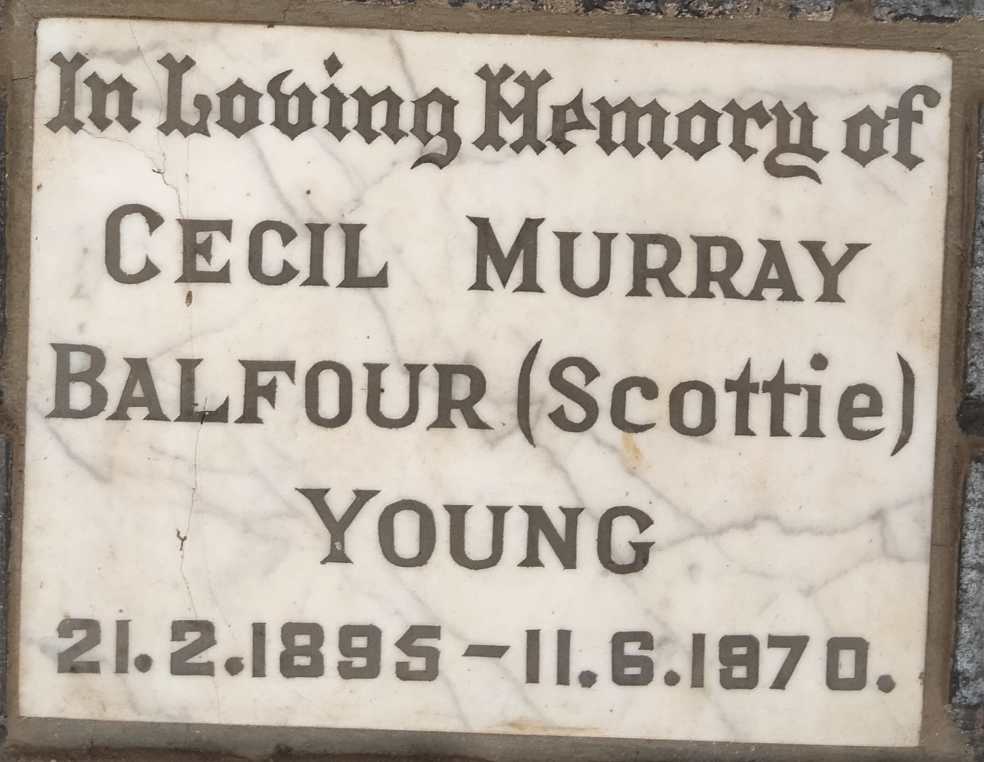 In Loving Memory of
CECIL MURRAY
BALFOUR (Scottie)
YOUNG
21.2.1895 – 11.6.1970.